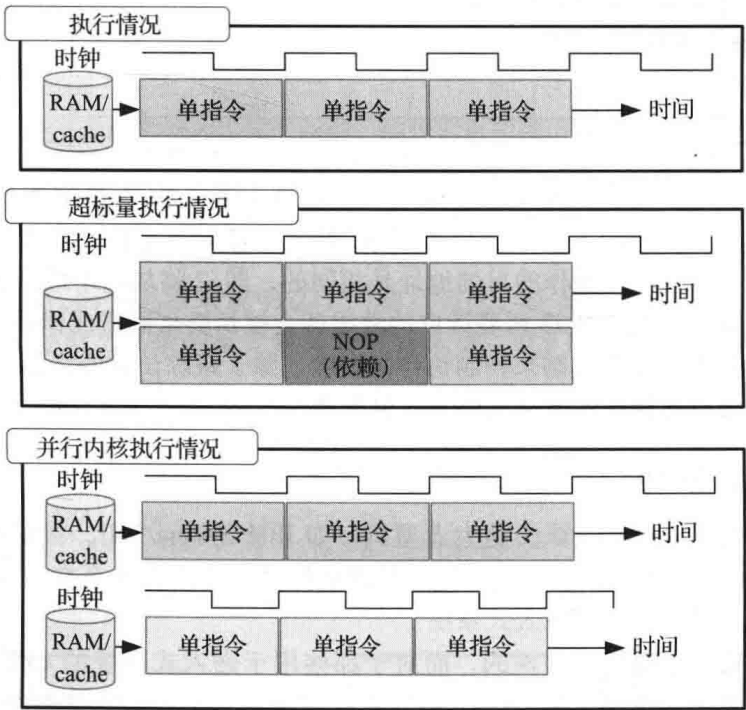 执行情况
时钟
RAM/
cache
单指令 单指令 单指令
时间
超标量执行情况
时钟
RAM/
cache
单指令 单指令 单指令
时间
单指令 NOP
(依赖) 单指令
并行内核执行情况
时钟
RAM/
cache
单指令 单指令 单指令
时间
时钟
RAM/
cache
单指令 单指令 单指令
时间